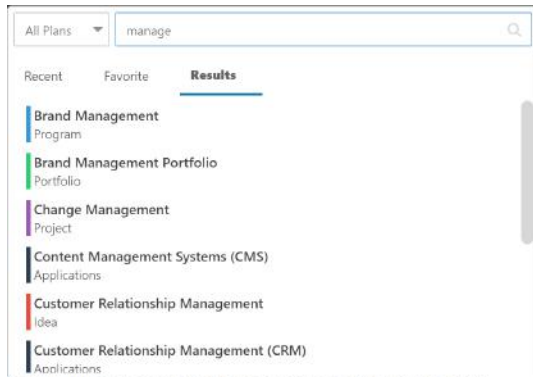 All Plans
manage
Recent Favorite Results
Brand Management
Program
Brand Management Portfolio
Portfolio
Change Management
Project
Content Management Systems (CMS)
Applications
Customer Relationship Management
Idea
Customer Relationship Management (CRM)
Applications